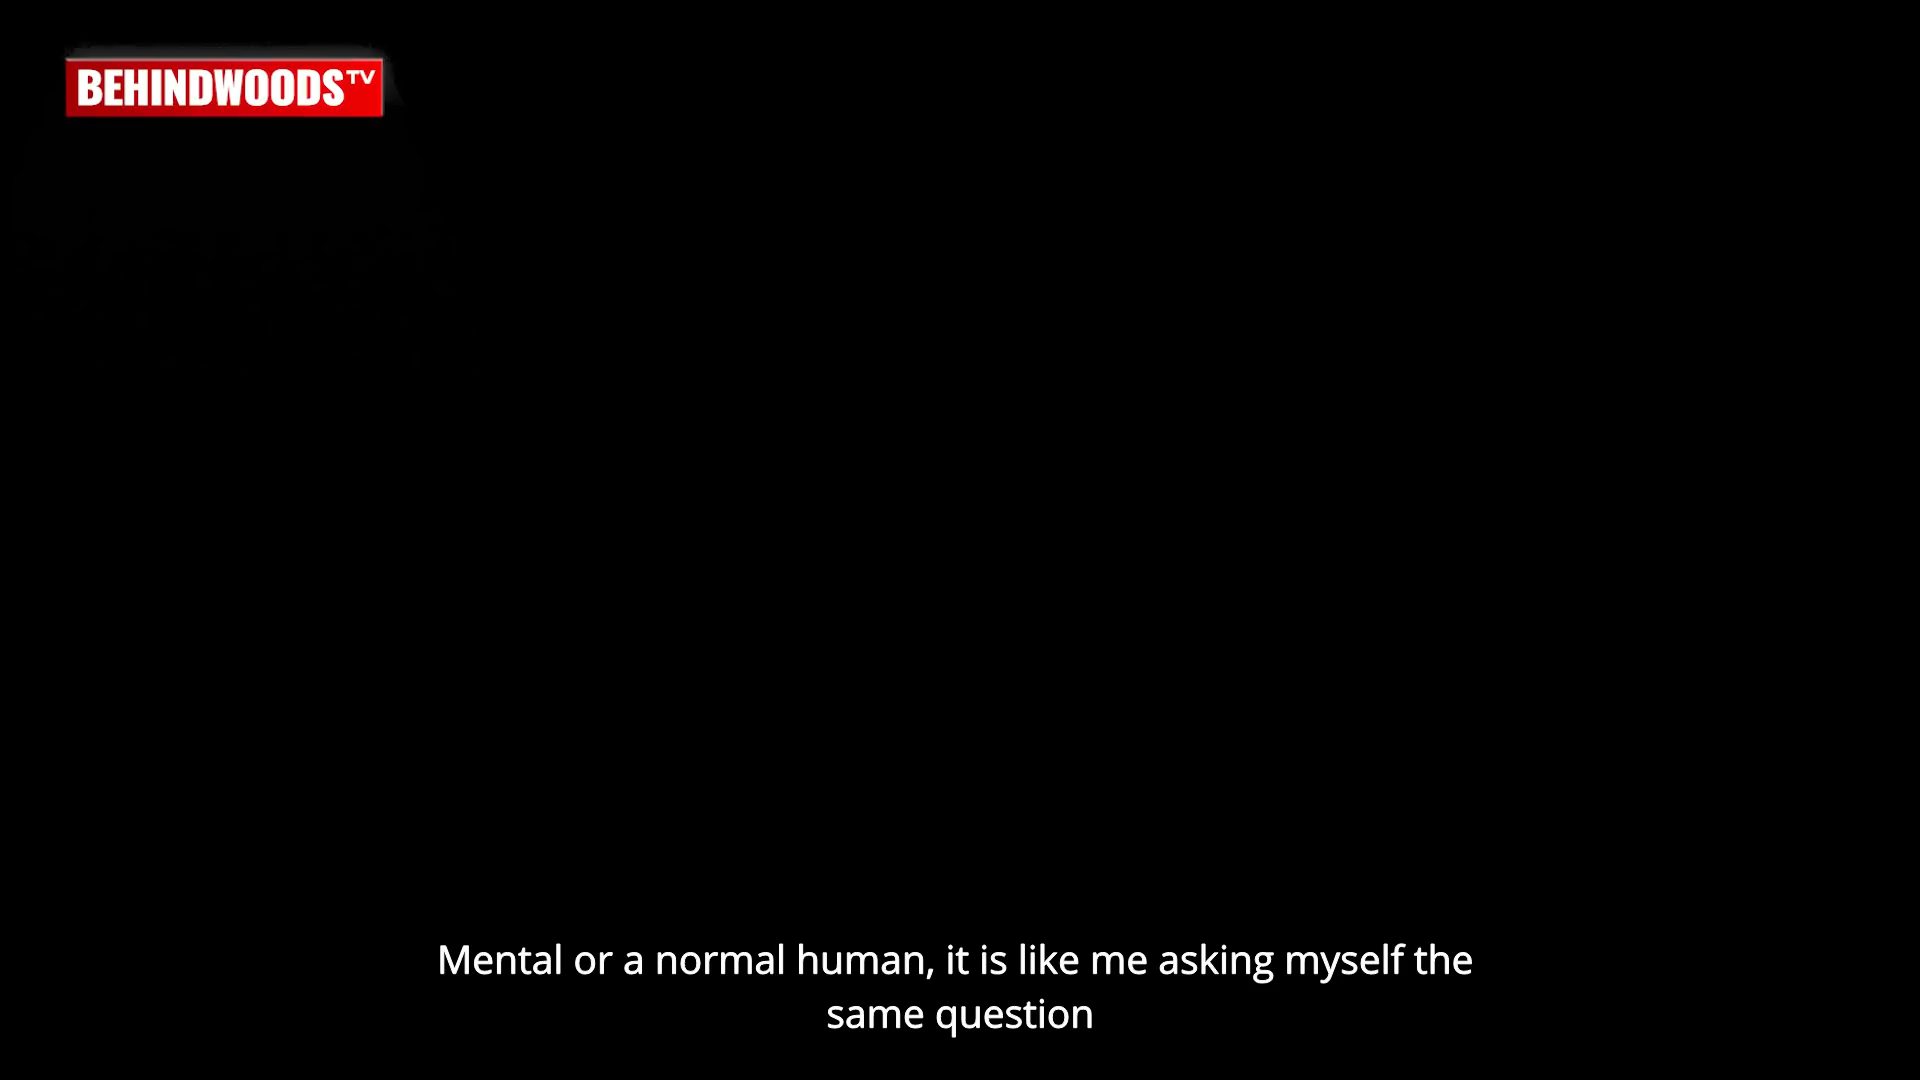 BEHINDWOODS TV
Mental or a normal human, it is like me asking myself the
same question